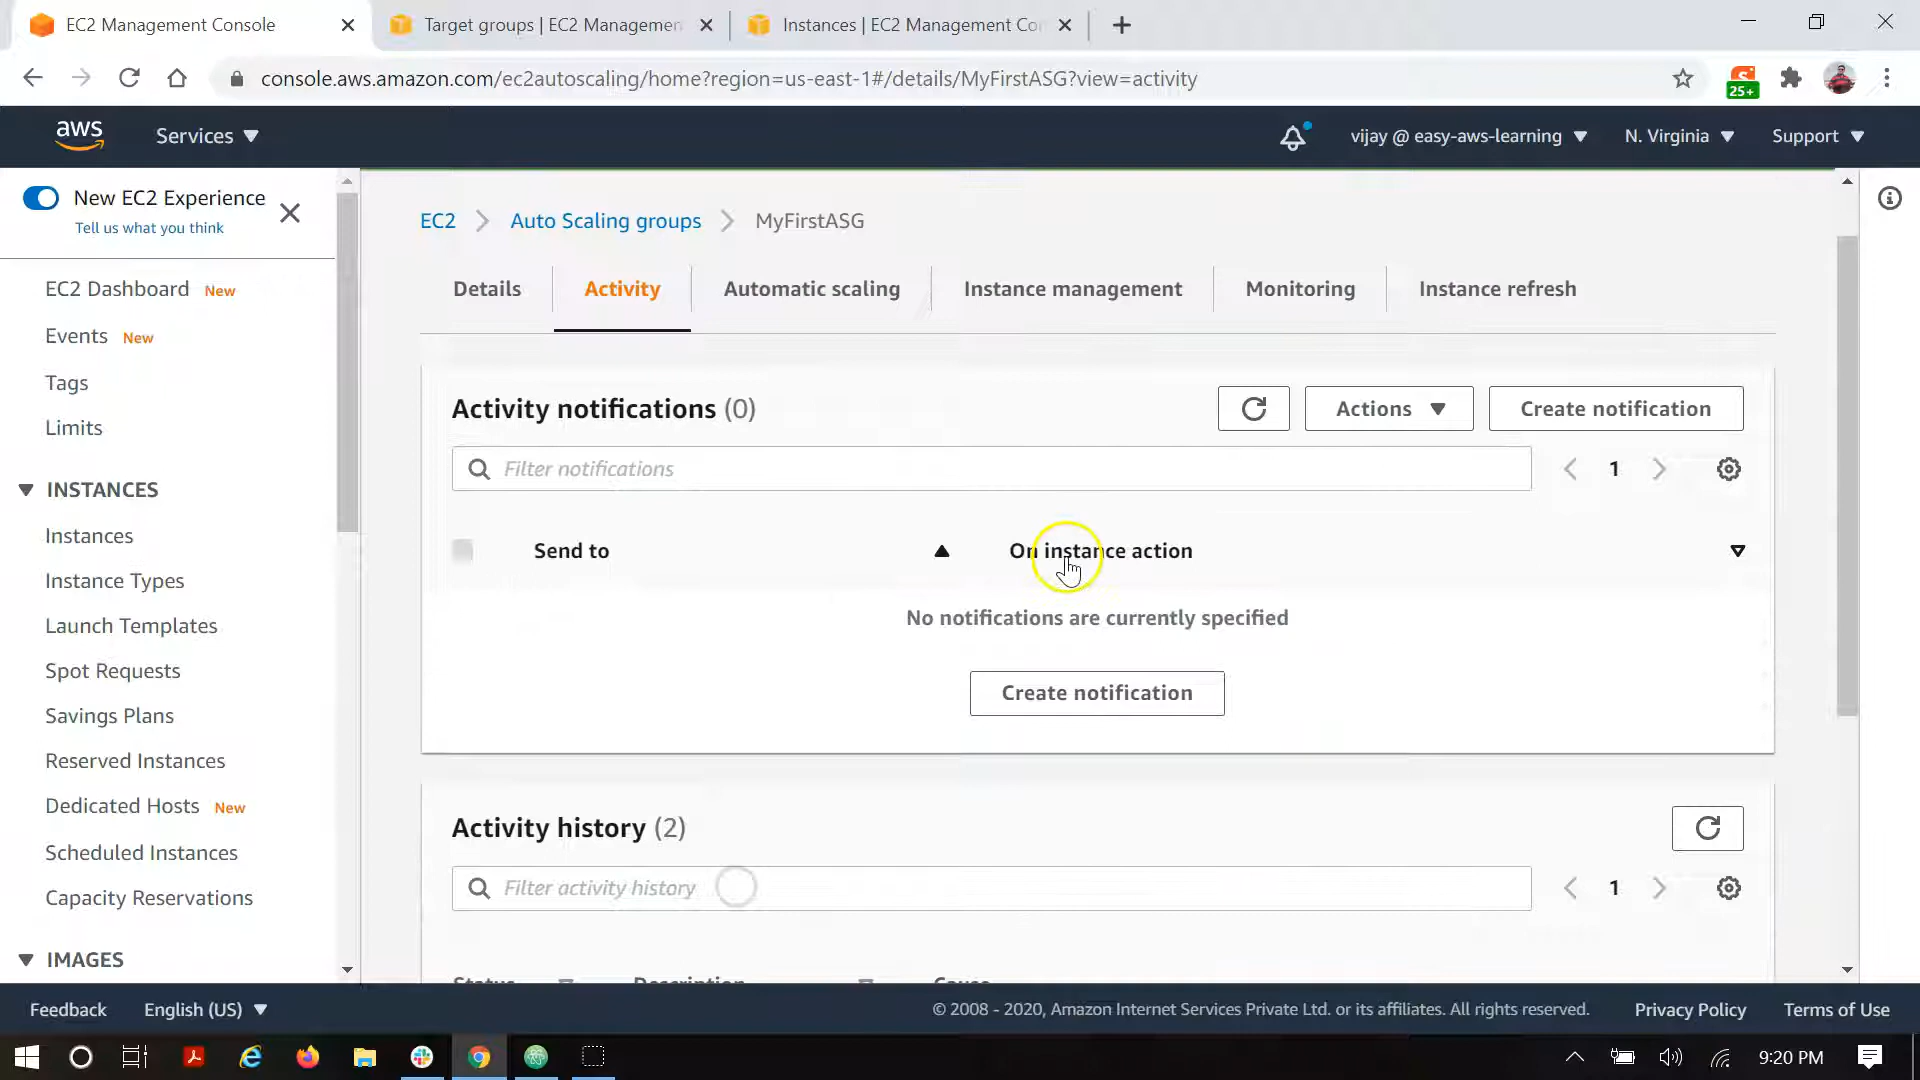 EC2 Management Console
Target groups | EC2 Managemen
Instances | EC2 Management Co
console.aws.amazon.com/ec2autoscaling/home?region=us-east-1#/details/MyFirstASG?view=activity
25+
aws
Services
vijay @ easy-aws-learning
N. Virginia
Support
New EC2 Experience
Tell us what you think
EC2 Dashboard New
Events New
Tags
Limits
INSTANCES
Instances
Instance Types
Launch Templates
Spot Requests
Savings Plans
Reserved Instances
Dedicated Hosts New
Scheduled Instances
Capacity Reservations
IMAGES
EC2
Auto Scaling groups
MyFirstASG
Details
Activity
Automatic scaling
Instance management
Monitoring
Instance refresh
Activity notifications (0)
Actions
Create notification
Filter notifications
1
Send to
On instance action
No notifications are currently specified
Create notification
Activity history (2)
Filter activity history
1
Status
Description
Cause
Feedback
English (US)
© 2008 - 2020, Amazon Internet Services Private Ltd. or its affiliates. All rights reserved.
Privacy Policy
Terms of Use
9:20 PM